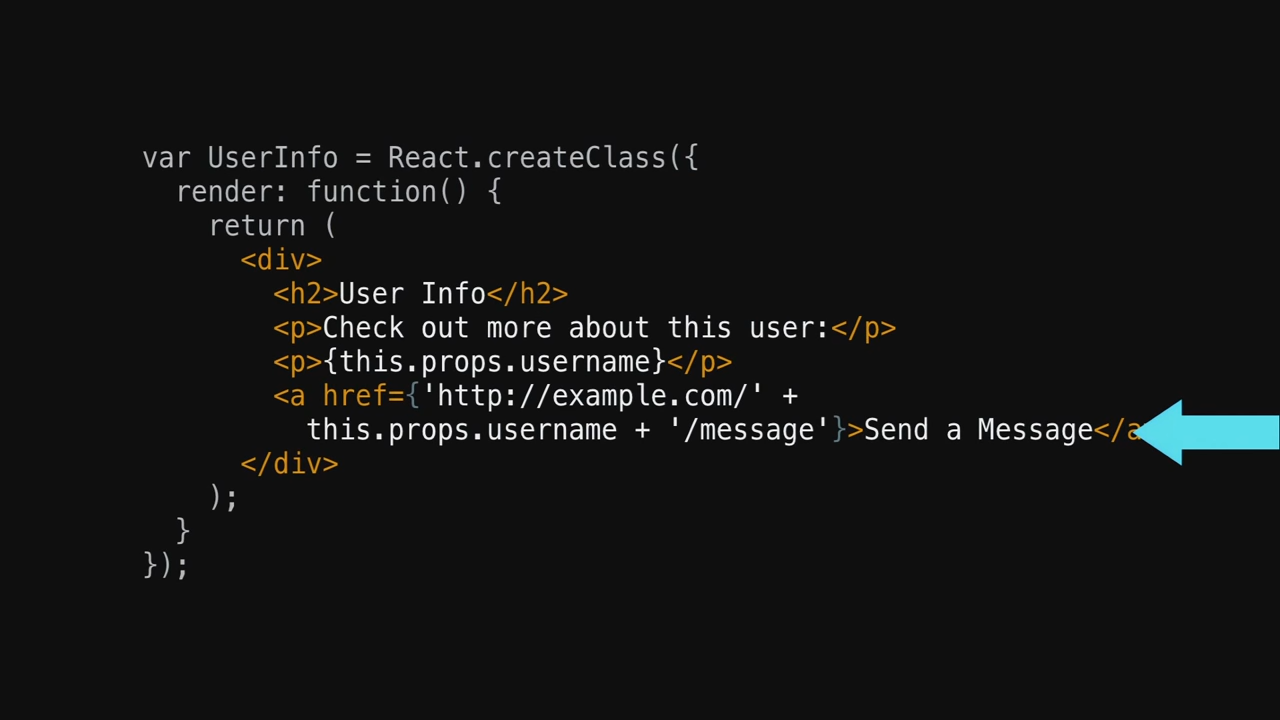 var UserInfo = React.createClass({
  render: function() {
    return (
      <div>
        <h2>User Info</h2>
        <p>Check out more about this user:</p>
        <p>{this.props.username}</p>
        <a href={'http://example.com/' +
          this.props.username + '/message'}>Send a Message</a
      </div>
    );
  }
});